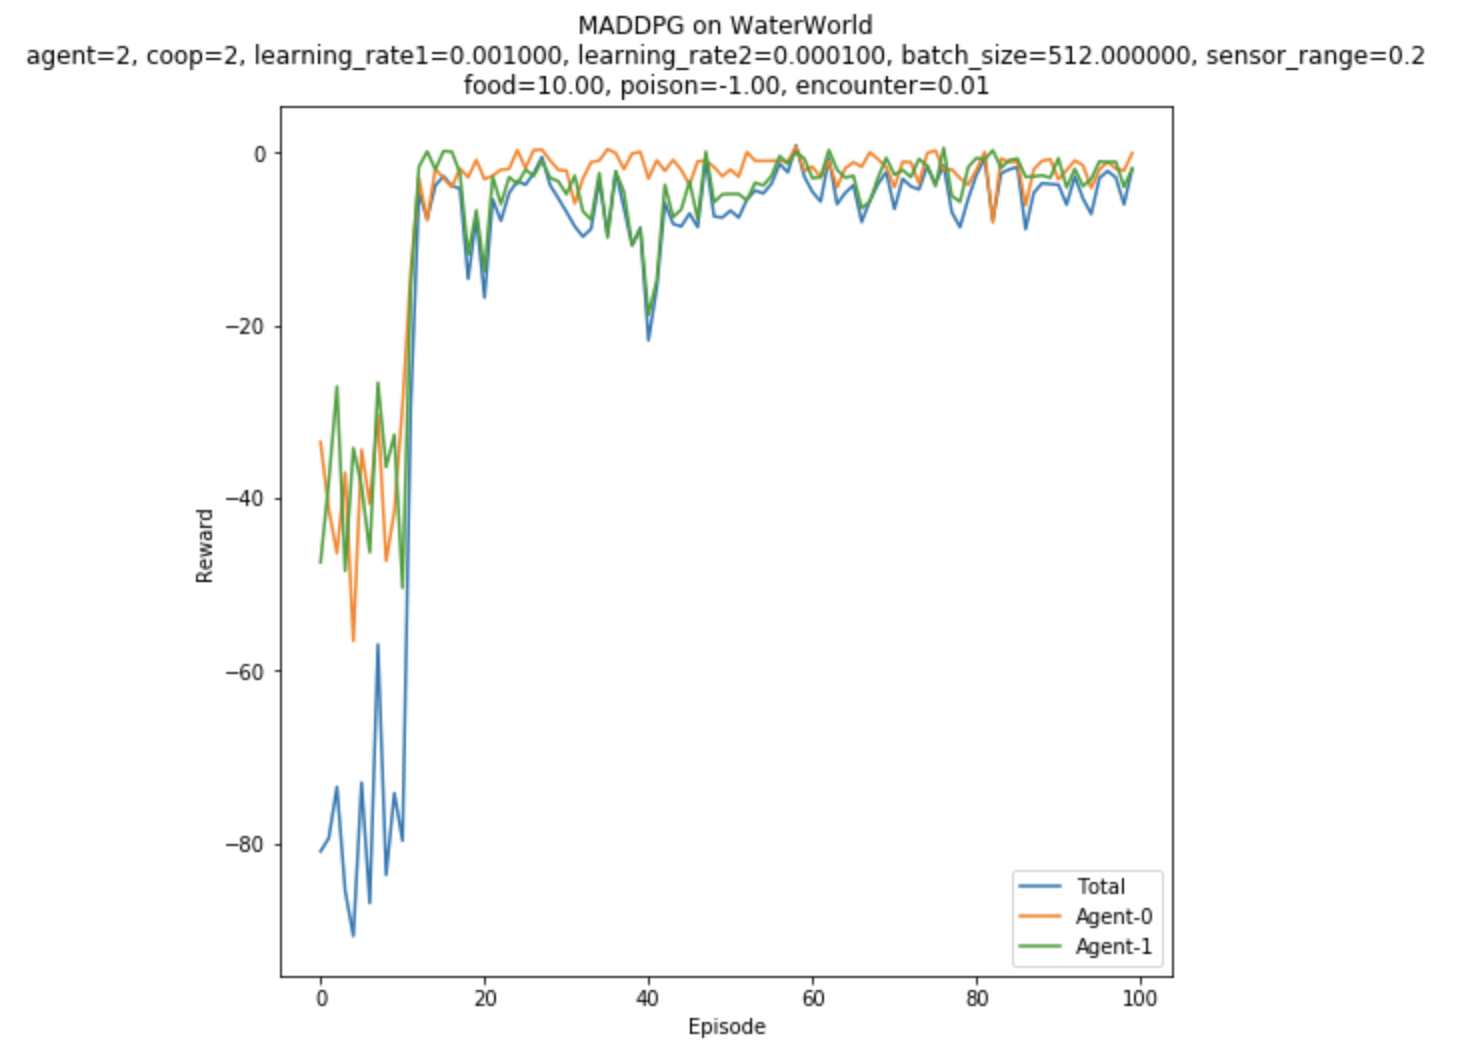 MADDPG on WaterWorld
agent=2, coop=2, learning_rate1=0.001000, learning_rate2=0.000100, batch_size=512.000000, sensor_range=0.2
food=10.00, poison=-1.00, encounter=0.01
0
−20
−40
−60
−80
Reward
Total
Agent-0
Agent-1
0 20 40 60 80 100
Episode